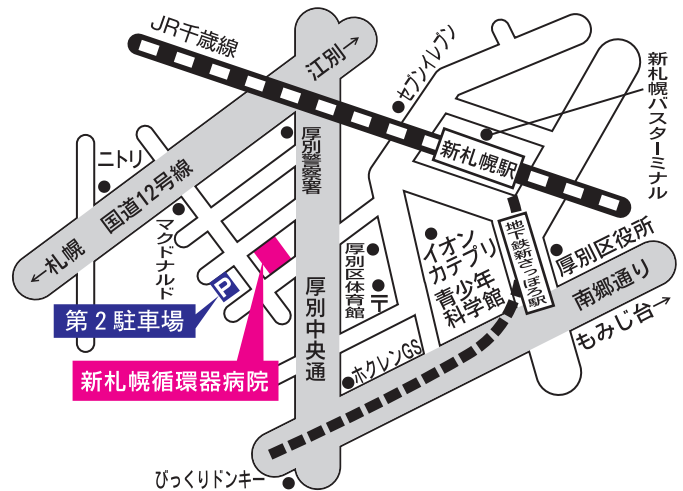 JR千歳線
江別→
セブンイレブン
新札幌バスターミナル
新札幌駅
ニトリ
国道12号線
←札幌
マクドナルド
厚別警察署
厚別中央通
厚別区体育館
〒
イオン
カテプリ
青少年
科学館
地下鉄新さっぽろ駅
厚別区役所
南郷通り
もみじ台→
P
第2駐車場
新札幌循環器病院
ホクレンGS
びっくりドンキー